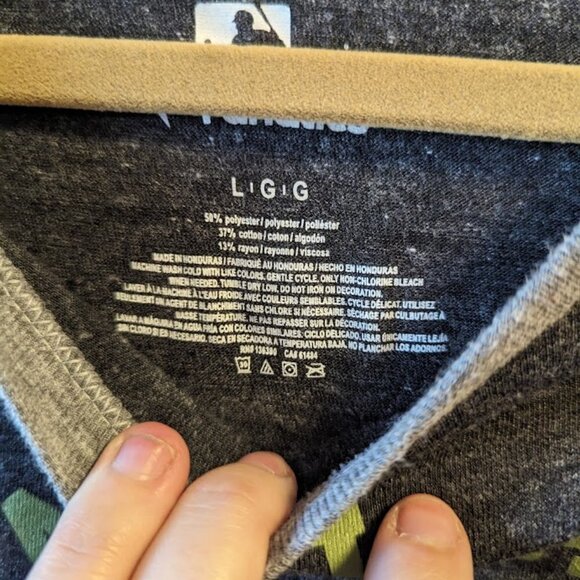 L·G·G
50% polyester / polyester / poliéster
37% cotton / coton / algodón
13% rayon / rayonne / viscosa
MADE IN HONDURAS / FABRIQUÉ AU HONDURAS / HECHO EN HONDURAS
MACHINE WASH COLD WITH LIKE COLORS. GENTLE CYCLE. ONLY NON-CHLORINE BLEACH
WHEN NEEDED. TUMBLE DRY LOW. DO NOT IRON ON DECORATION.
LAVER À LA MACHINE À L'EAU FROIDE AVEC COULEURS SEMBLABLES. CYCLE DÉLICAT. UTILISEZ
SEULEMENT UN AGENT DE BLANCHIMENT SANS CHLORE SI NÉCESSAIRE. SÉCHAGE PAR CULBUTAGE À
BASSE TEMPÉRATURE. NE PAS REPASSER SUR LA DÉCORATION.
LAVAR A MÁQUINA EN AGUA FRÍA CON COLORES SIMILARES. CICLO DELICADO. USAR ÚNICAMENTE LEJÍA
SIN CLORO SI ES NECESARIO. SECA EN SECADORA A TEMPERATURA BAJA. NO PLANCHAR LOS ADORNOS.
RN# 136380 CA# 61484
30